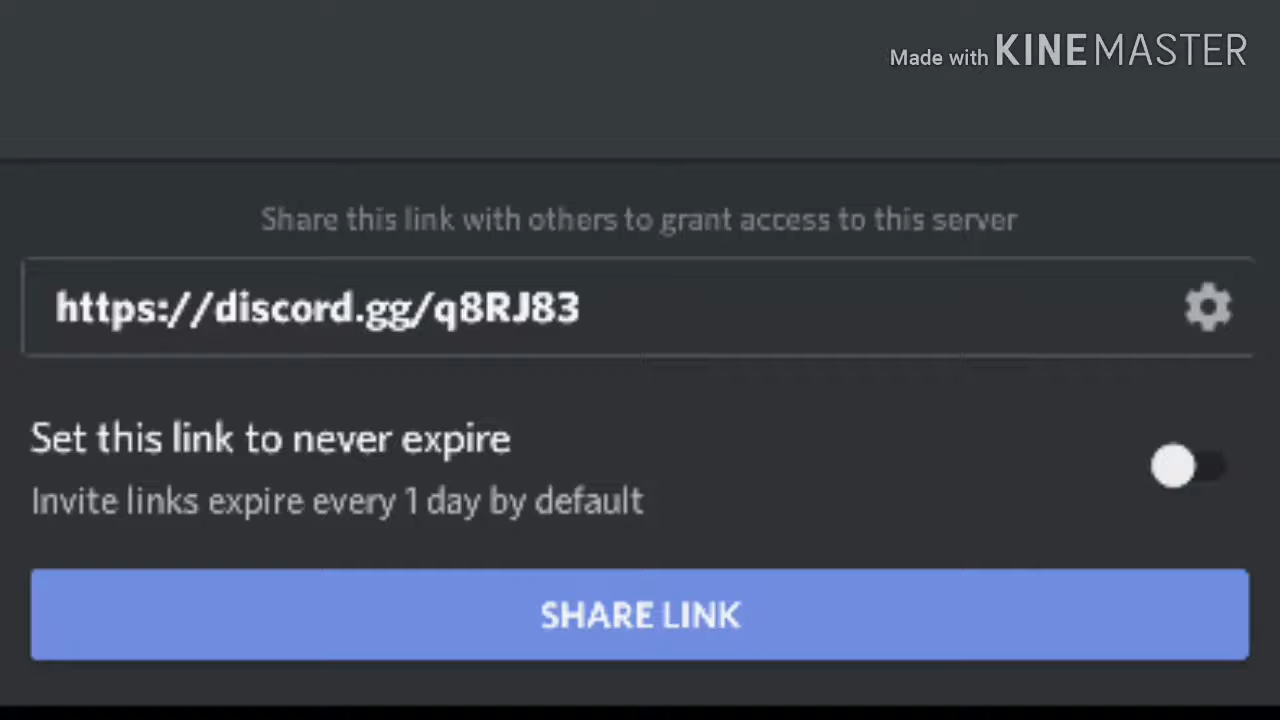 Made with KINEMASTER
Share this link with others to grant access to this server
https://discord.gg/q8RJ83
Set this link to never expire
Invite links expire every 1 day by default
SHARE LINK